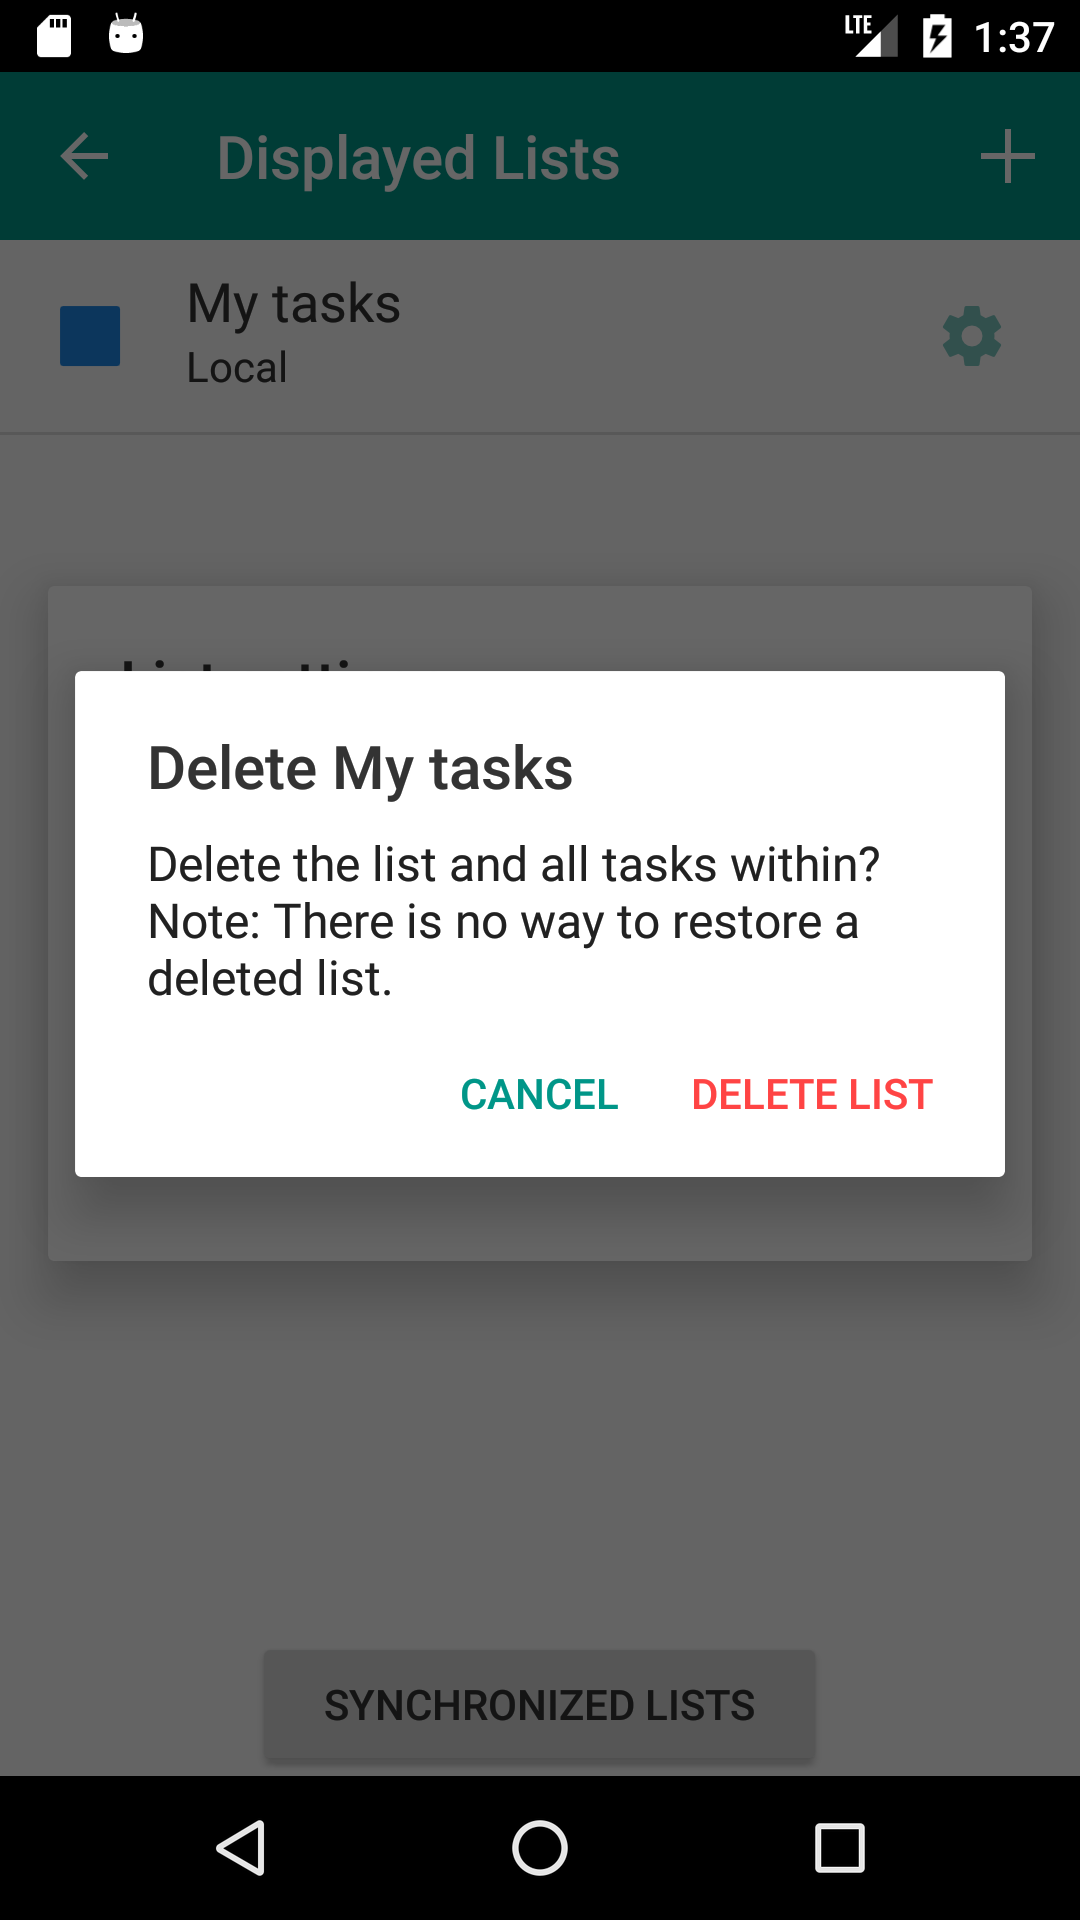 LTE 1:37
Displayed Lists
My tasks
Local
Delete My tasks
Delete the list and all tasks within?
Note: There is no way to restore a
deleted list.
CANCEL DELETE LIST
SYNCHRONIZED LISTS